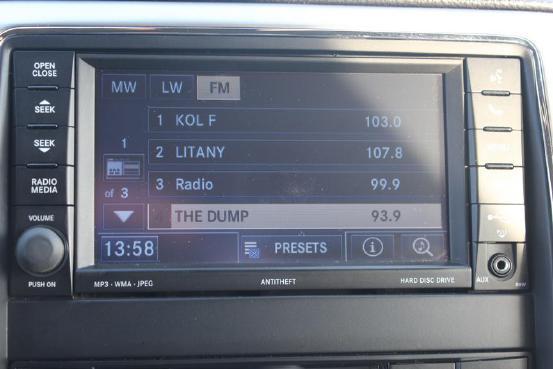 OPEN
CLOSE
SEEK
SEEK
RADIO
MEDIA
VOLUME
PUSH ON
MW LW FM
1 KOL F 103.0
2 LITANY 107.8
3 Radio 99.9
4 THE DUMP 93.9
1
of 3
13:58 PRESETS
MP3 · WMA · JPEG ANTITHEFT HARD DISC DRIVE
AUX